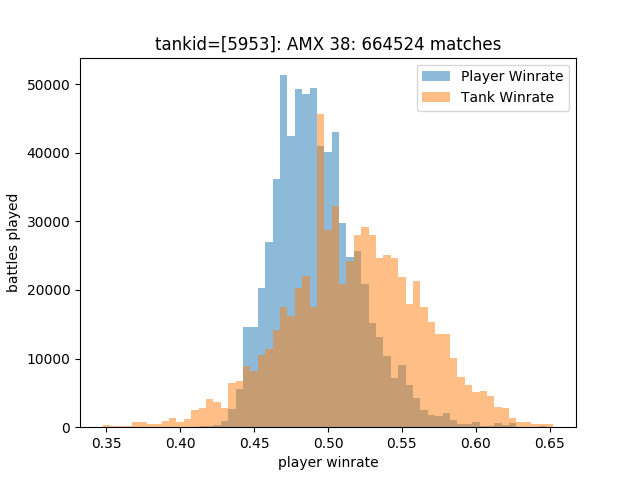 tankid=[5953]: AMX 38: 664524 matches
Player Winrate
Tank Winrate
50000
40000
30000
20000
10000
0
battles played
0.35 0.40 0.45 0.50 0.55 0.60 0.65
player winrate